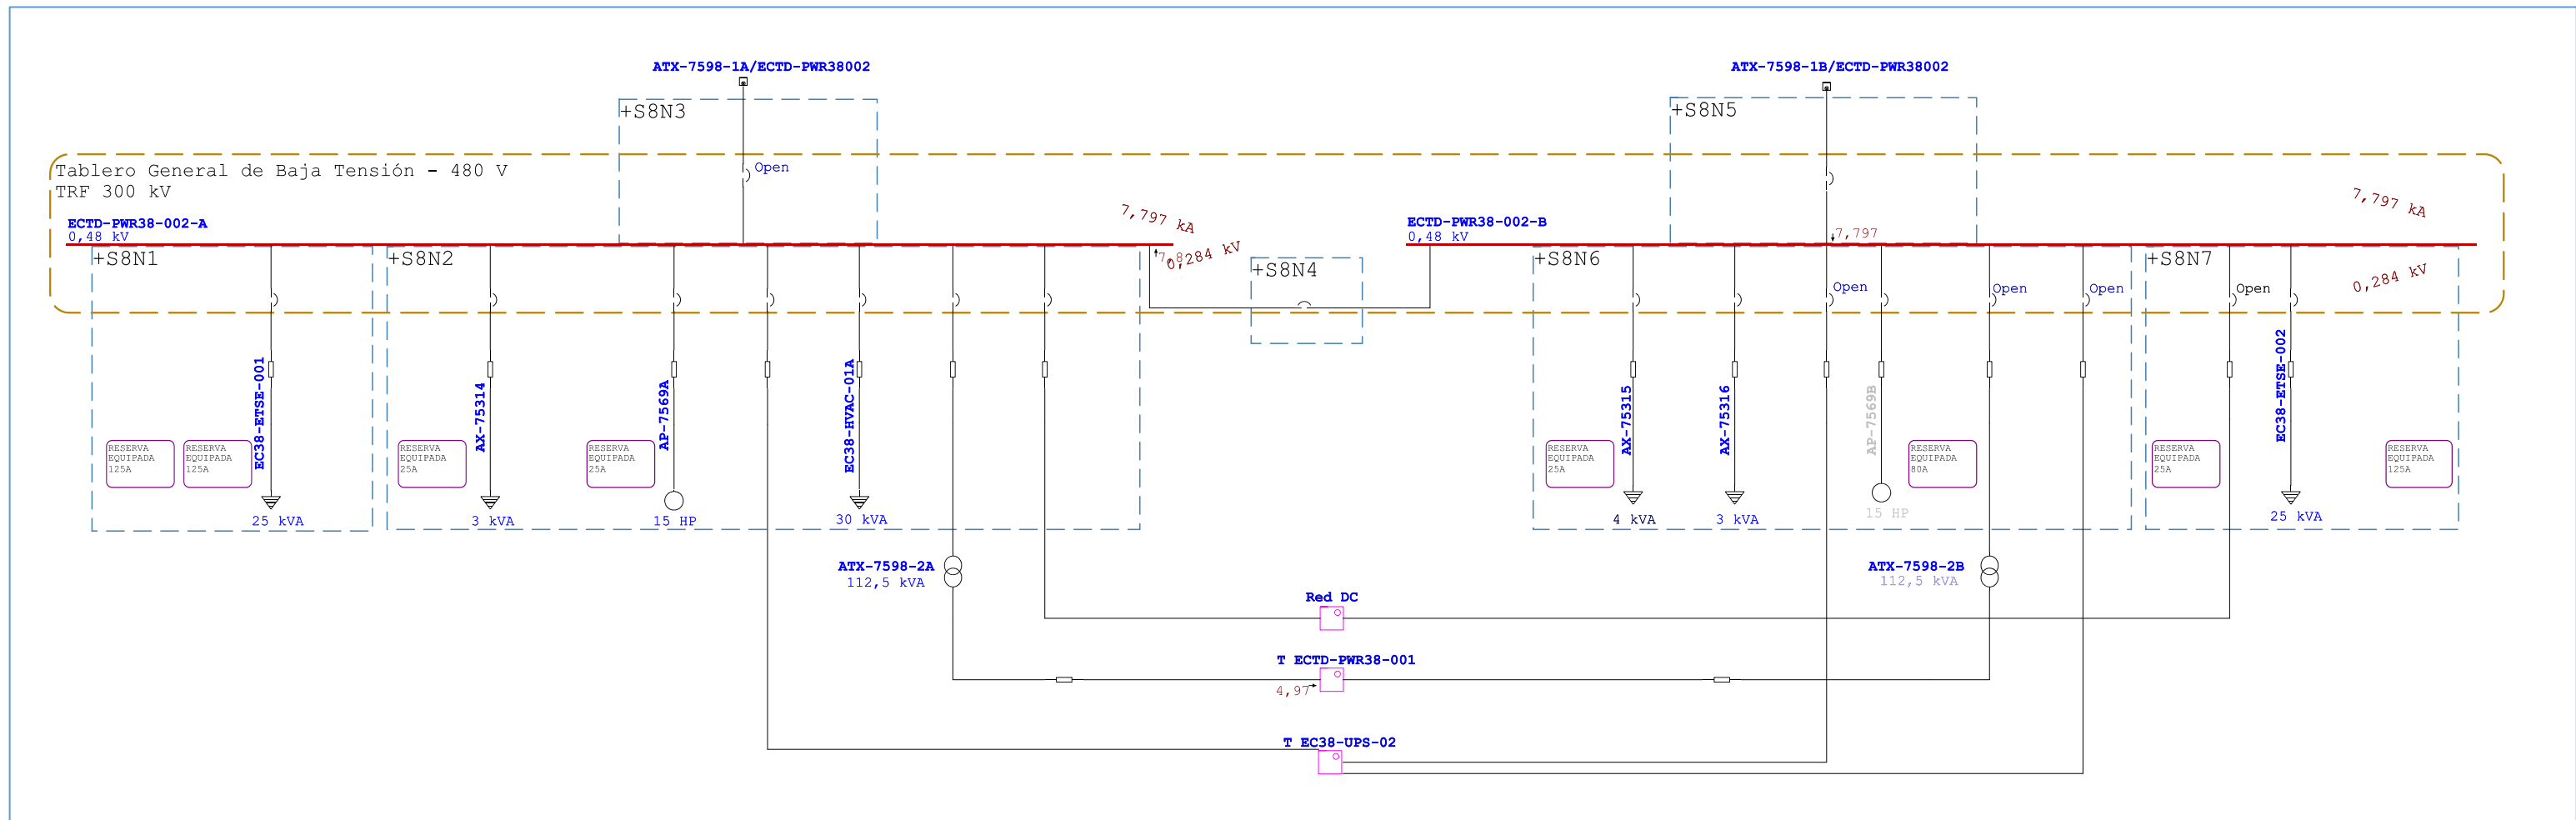 ATX-7598-1A/ECTD-PWR38002
ATX-7598-1B/ECTD-PWR38002
+S8N3
+S8N5
Open
Tablero General de Baja Tensión - 480 V
TRF 300 kV
ECTD-PWR38-002-A
0,48 kV
7,797 kA
0,284 kV
ECTD-PWR38-002-B
0,48 kV
7,797
7,797 kA
0,284 kV
+S8N1
+S8N2
+S8N4
+S8N6
+S8N7
Open
Open
Open
Open
EC38-ETSE-001
AX-75314
AP-7569A
EC38-HVAC-01A
AX-75315
AX-75316
AP-7569B
EC38-ETSE-002
RESERVA
EQUIPADA
125A
RESERVA
EQUIPADA
125A
RESERVA
EQUIPADA
25A
RESERVA
EQUIPADA
25A
RESERVA
EQUIPADA
25A
RESERVA
EQUIPADA
80A
RESERVA
EQUIPADA
25A
RESERVA
EQUIPADA
125A
25 kVA
3 kVA
15 HP
30 kVA
4 kVA
3 kVA
15 HP
25 kVA
ATX-7598-2A
112,5 kVA
ATX-7598-2B
112,5 kVA
Red DC
T ECTD-PWR38-001
4,97
T EC38-UPS-02